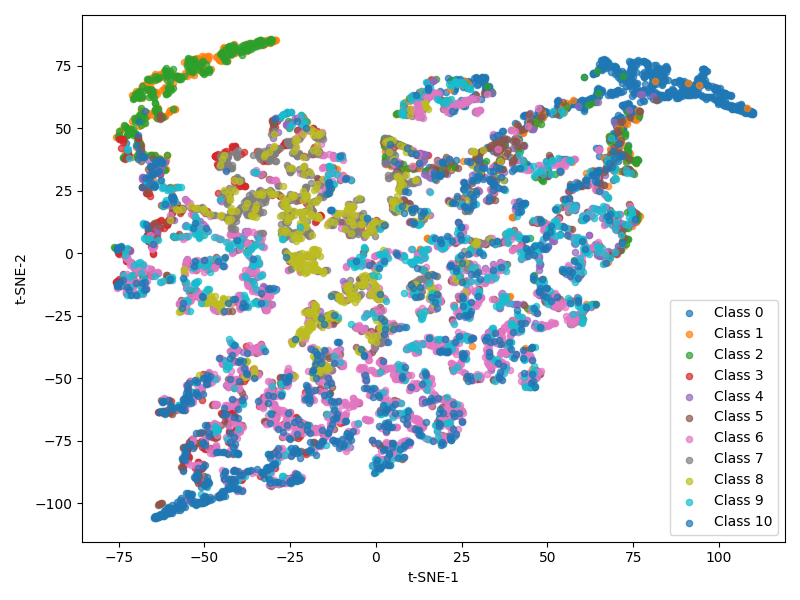 75
50
25
0
−25
−50
−75
−100
t-SNE-2
−75
−50
−25
0
25
50
75
100
t-SNE-1
Class 0
Class 1
Class 2
Class 3
Class 4
Class 5
Class 6
Class 7
Class 8
Class 9
Class 10